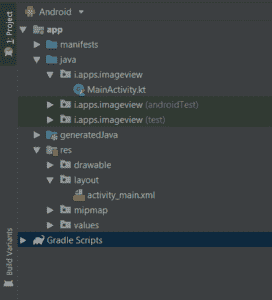 1: Project
Android
app
manifests
java
i.apps.imageview
MainActivity.kt
i.apps.imageview (androidTest)
i.apps.imageview (test)
generatedJava
res
drawable
layout
activity_main.xml
mipmap
values
Gradle Scripts
Build Variants